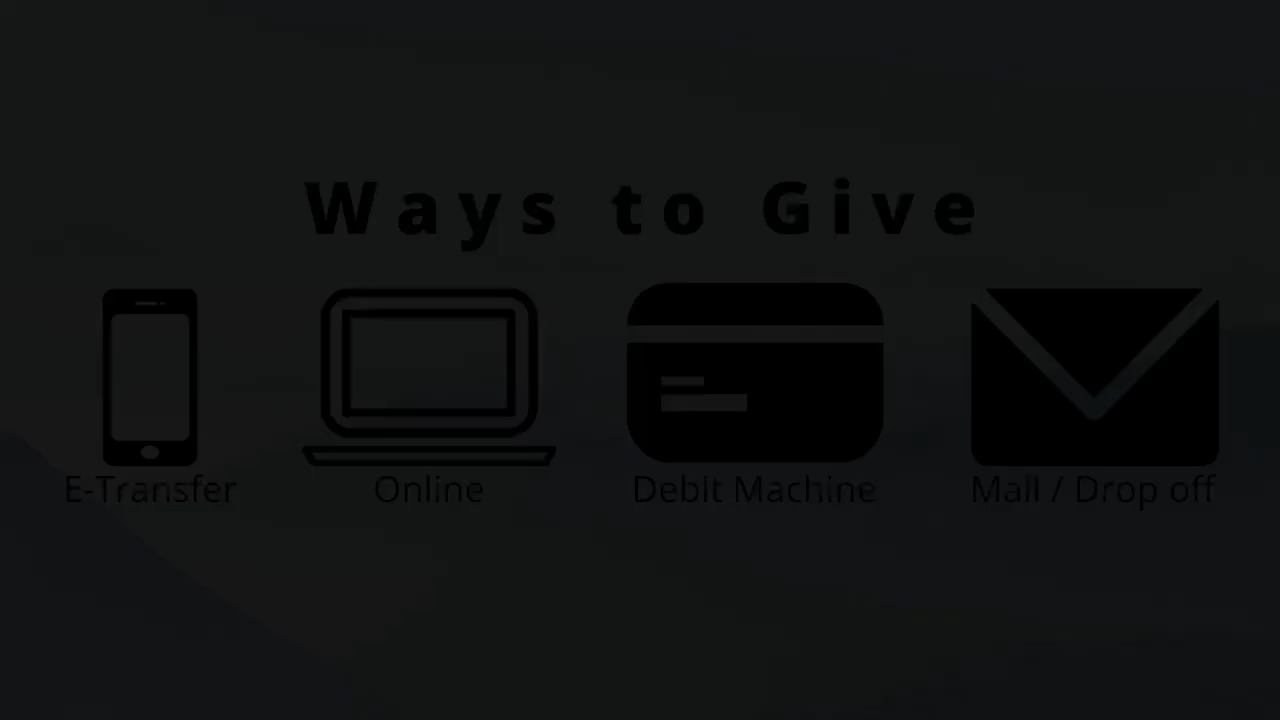 Ways to Give
E-Transfer
Online
Debit Machine
Mail / Drop off